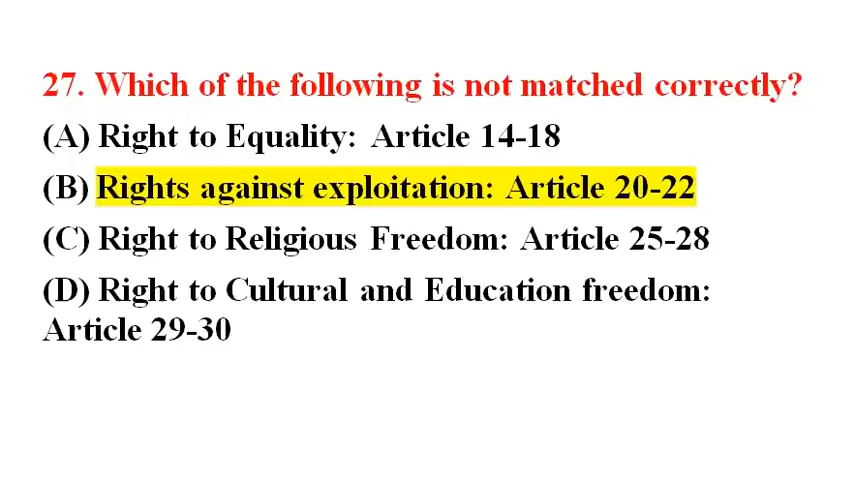 27. Which of the following is not matched correctly?
(A) Right to Equality: Article 14-18
(B) Rights against exploitation: Article 20-22
(C) Right to Religious Freedom: Article 25-28
(D) Right to Cultural and Education freedom:
Article 29-30